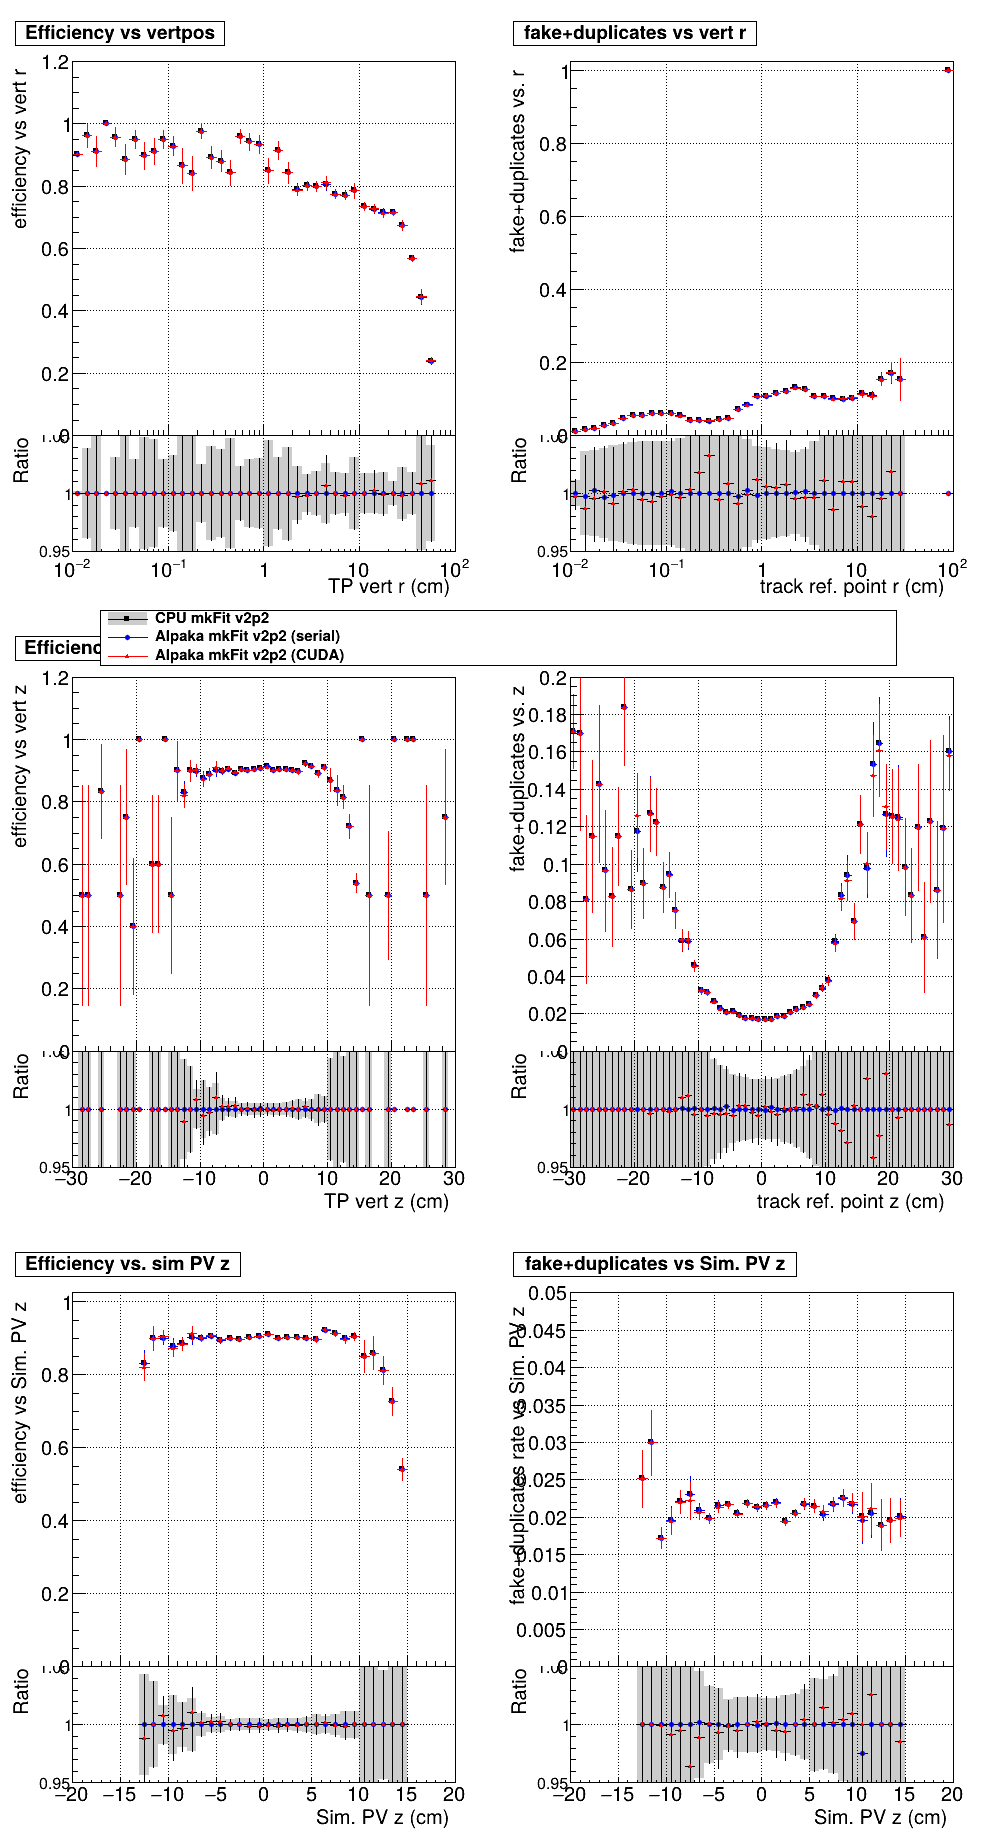 Efficiency vs vertpos
fake+duplicates vs vert r
efficiency vs vert r
1.2
1
0.8
0.6
0.4
0.2
0
Ratio
1
0.95
10⁻² 10⁻¹ 1 10 10²
TP vert r (cm)
fake+duplicates vs. r
1
0.8
0.6
0.4
0.2
0
Ratio
1
0.95
10⁻² 10⁻¹ 1 10 10²
track ref. point r (cm)
CPU mkFit v2p2
Alpaka mkFit v2p2 (serial)
Alpaka mkFit v2p2 (CUDA)
Efficienc
efficiency vs vert z
1.2
1
0.8
0.6
0.4
0.2
0
Ratio
1
0.95
−30 −20 −10 0 10 20 30
TP vert z (cm)
fake+duplicates vs. z
0.2
0.18
0.16
0.14
0.12
0.1
0.08
0.06
0.04
0.02
0
Ratio
1
0.95
−30 −20 −10 0 10 20 30
track ref. point z (cm)
Efficiency vs. sim PV z
fake+duplicates vs Sim. PV z
efficiency vs Sim. PV z
1
0.8
0.6
0.4
0.2
0
Ratio
1
0.95
−20 −15 −10 −5 0 5 10 15 20
Sim. PV z (cm)
fake+duplicates rate vs Sim. PV z
0.05
0.045
0.04
0.035
0.03
0.025
0.02
0.015
0.01
0.005
0
Ratio
1
0.95
−20 −15 −10 −5 0 5 10 15 20
Sim. PV z (cm)